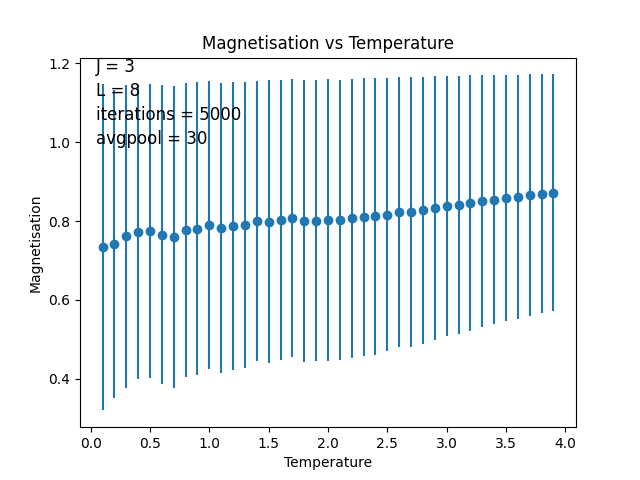 Magnetisation vs Temperature
J = 3
L = 8
iterations = 5000
avgpool = 30
1.2
1.0
0.8
0.6
0.4
Magnetisation
0.0 0.5 1.0 1.5 2.0 2.5 3.0 3.5 4.0
Temperature